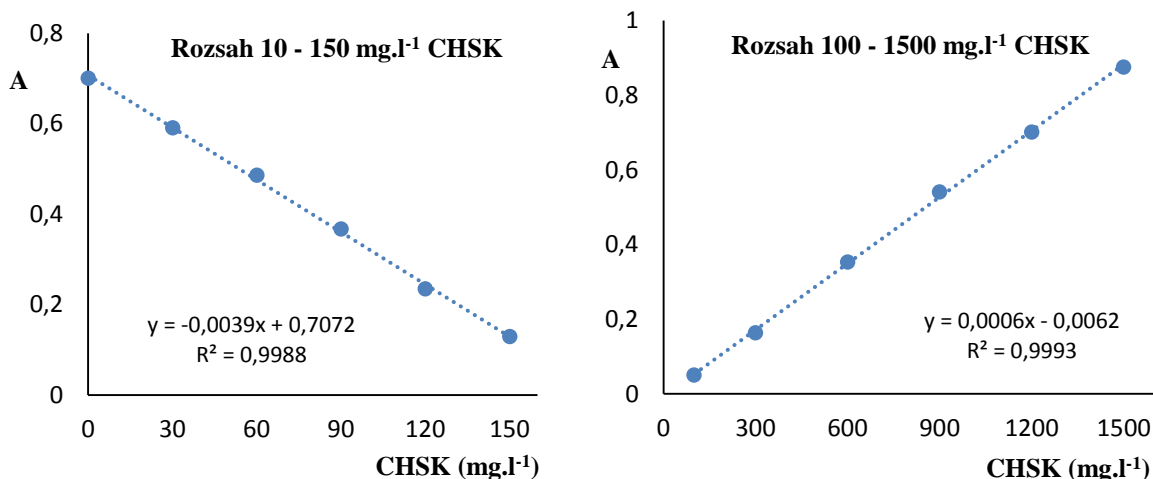 Rozsah 10 - 150 mg.l-1 CHSK
A
0,8
0,6
0,4
0,2
0
y = -0,0039x + 0,7072
R² = 0,9988
0 30 60 90 120 150
CHSK (mg.l-1)
Rozsah 100 - 1500 mg.l-1 CHSK
A
1
0,8
0,6
0,4
0,2
0
y = 0,0006x - 0,0062
R² = 0,9993
0 300 600 900 1200 1500
CHSK (mg.l-1)